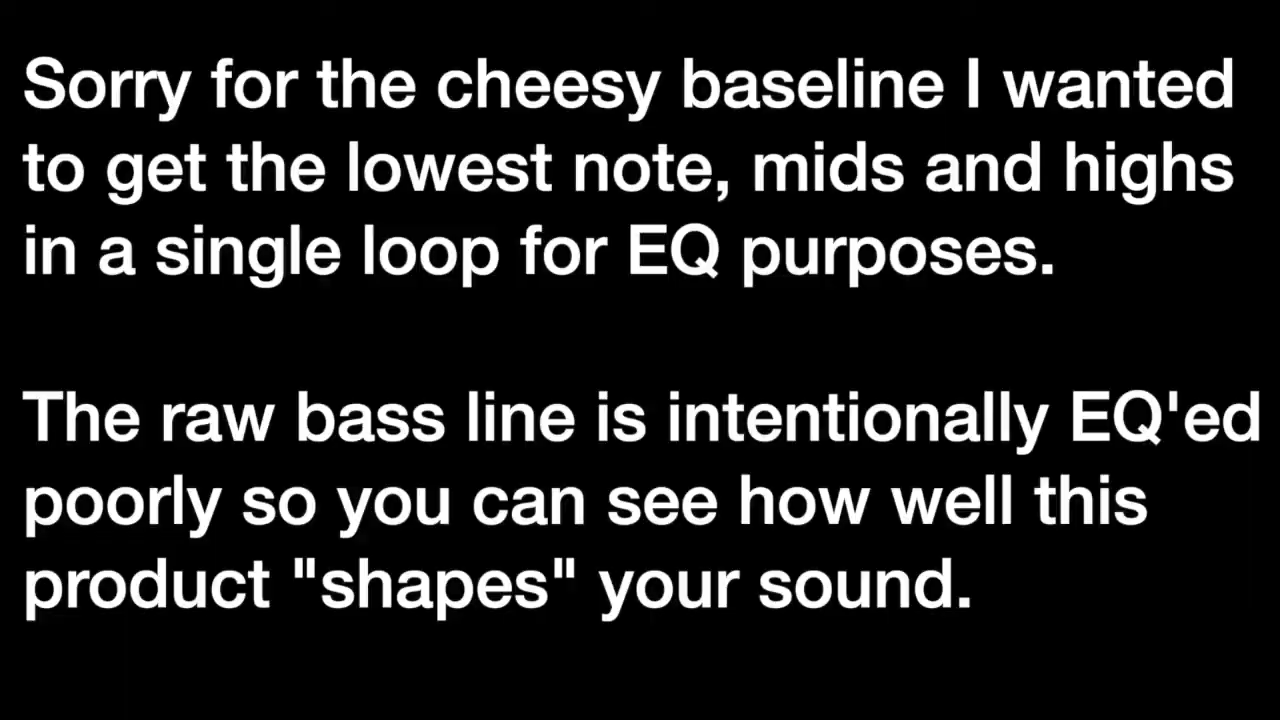 Sorry for the cheesy baseline I wanted
to get the lowest note, mids and highs
in a single loop for EQ purposes.
The raw bass line is intentionally EQ'ed
poorly so you can see how well this
product "shapes" your sound.